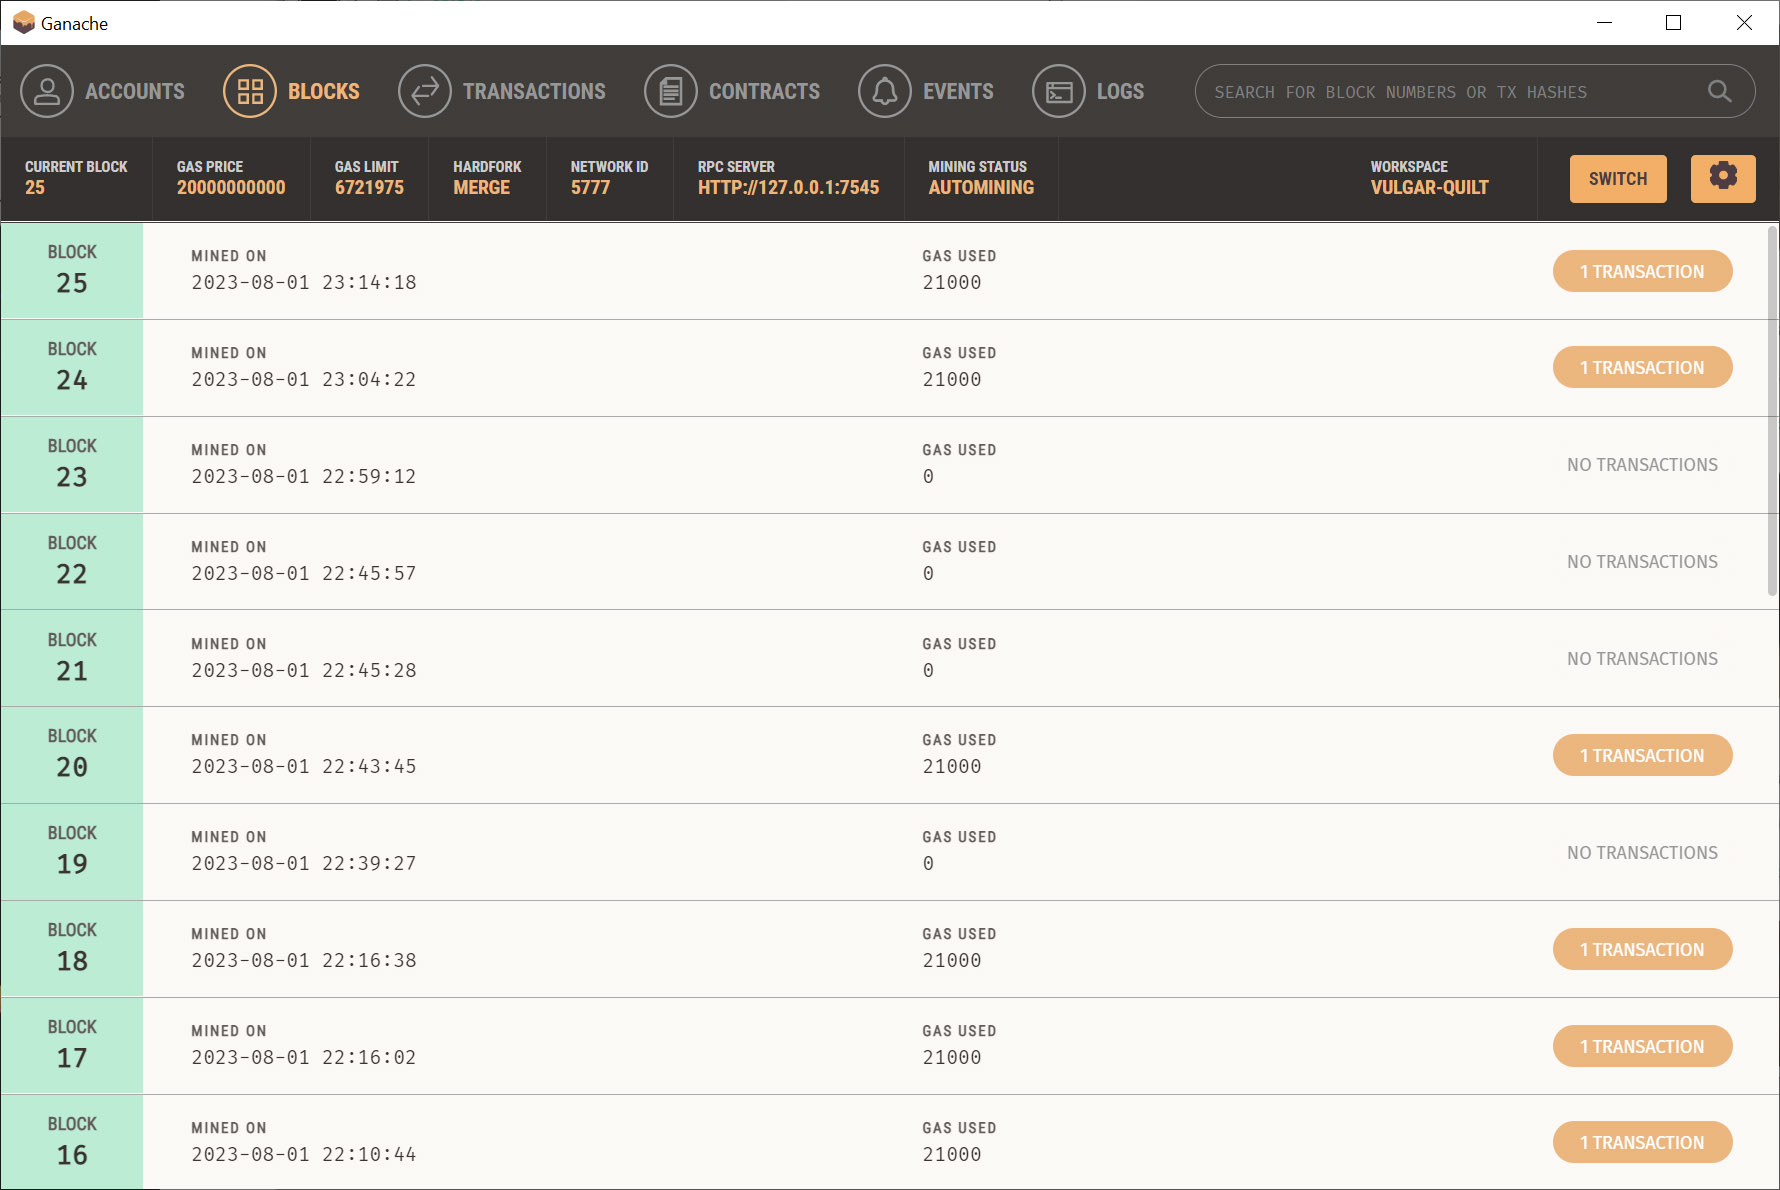 Ganache
ACCOUNTS BLOCKS TRANSACTIONS CONTRACTS EVENTS LOGS SEARCH FOR BLOCK NUMBERS OR TX HASHES
CURRENT BLOCK GAS PRICE GAS LIMIT HARDFORK NETWORK ID RPC SERVER MINING STATUS WORKSPACE
25 20000000000 6721975 MERGE 5777 HTTP://127.0.0.1:7545 AUTOMINING VULGAR-QUILT SWITCH
BLOCK MINED ON GAS USED
25 2023-08-01 23:14:18 21000 1 TRANSACTION
BLOCK MINED ON GAS USED
24 2023-08-01 23:04:22 21000 1 TRANSACTION
BLOCK MINED ON GAS USED
23 2023-08-01 22:59:12 0 NO TRANSACTIONS
BLOCK MINED ON GAS USED
22 2023-08-01 22:45:57 0 NO TRANSACTIONS
BLOCK MINED ON GAS USED
21 2023-08-01 22:45:28 0 NO TRANSACTIONS
BLOCK MINED ON GAS USED
20 2023-08-01 22:43:45 21000 1 TRANSACTION
BLOCK MINED ON GAS USED
19 2023-08-01 22:39:27 0 NO TRANSACTIONS
BLOCK MINED ON GAS USED
18 2023-08-01 22:16:38 21000 1 TRANSACTION
BLOCK MINED ON GAS USED
17 2023-08-01 22:16:02 21000 1 TRANSACTION
BLOCK MINED ON GAS USED
16 2023-08-01 22:10:44 21000 1 TRANSACTION